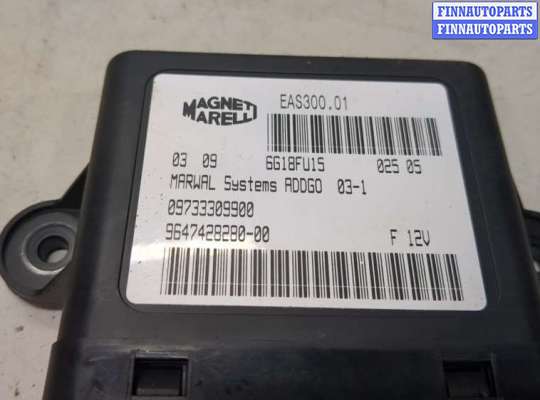 FINNAUTOPARTS
FINNAUTOPARTS
MAGNETI
MARELLI
EAS300.01
03 09 6G18FU15 025 05
MARWAL Systems ADDGO 03-1
09733309900
9647428280-00 F 12V